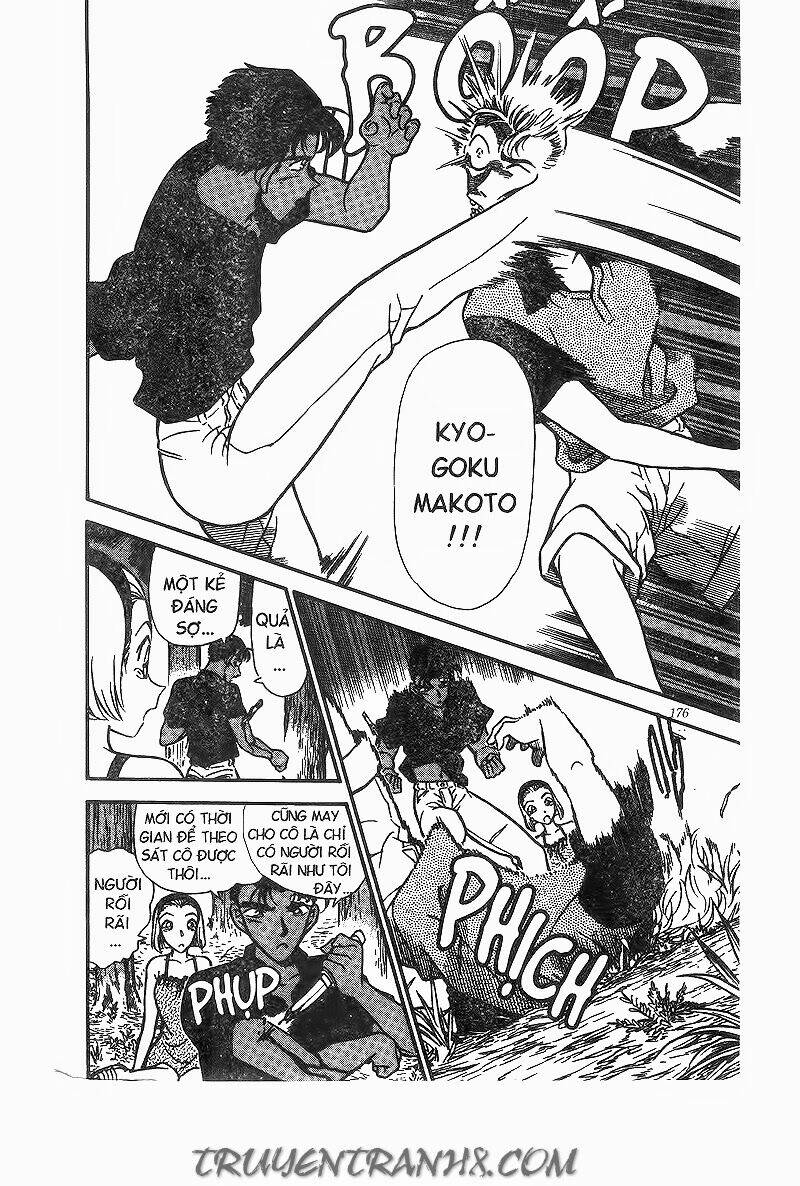 BỐỐP
KYO-
GOKU
MAKOTO
!!!
MỘT KẺ
ĐÁNG
SỢ...
QUẢ
LÀ
...
176
PHỊCH
MỚI CÓ THỜI
GIAN ĐỂ THEO
SÁT CÔ ĐƯỢC
THÔI...
CŨNG MAY
CHO CÔ LÀ CHỈ
CÓ NGƯỜI RỖI
RÃI NHƯ TÔI
ĐÂY...
NGƯỜI
RỖI
RÃI
...
PHỤP
TRUYENTRANH8.COM